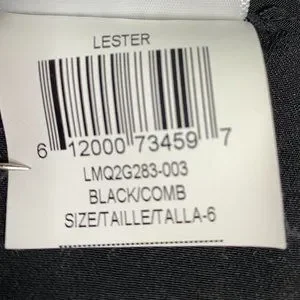 LESTER
6 12000 73459 7
LMQ2G283-003
BLACK/COMB
SIZE/TAILLE/TALLA-6